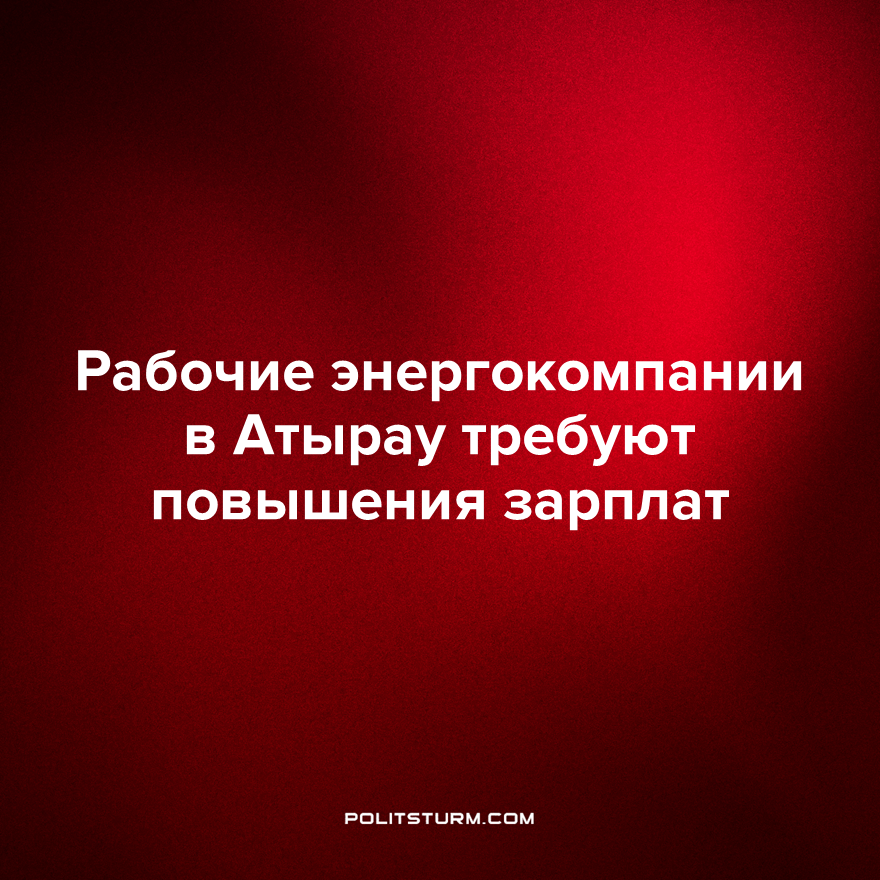 Рабочие энергокомпании
в Атырау требуют
повышения зарплат
POLITSTURM.COM